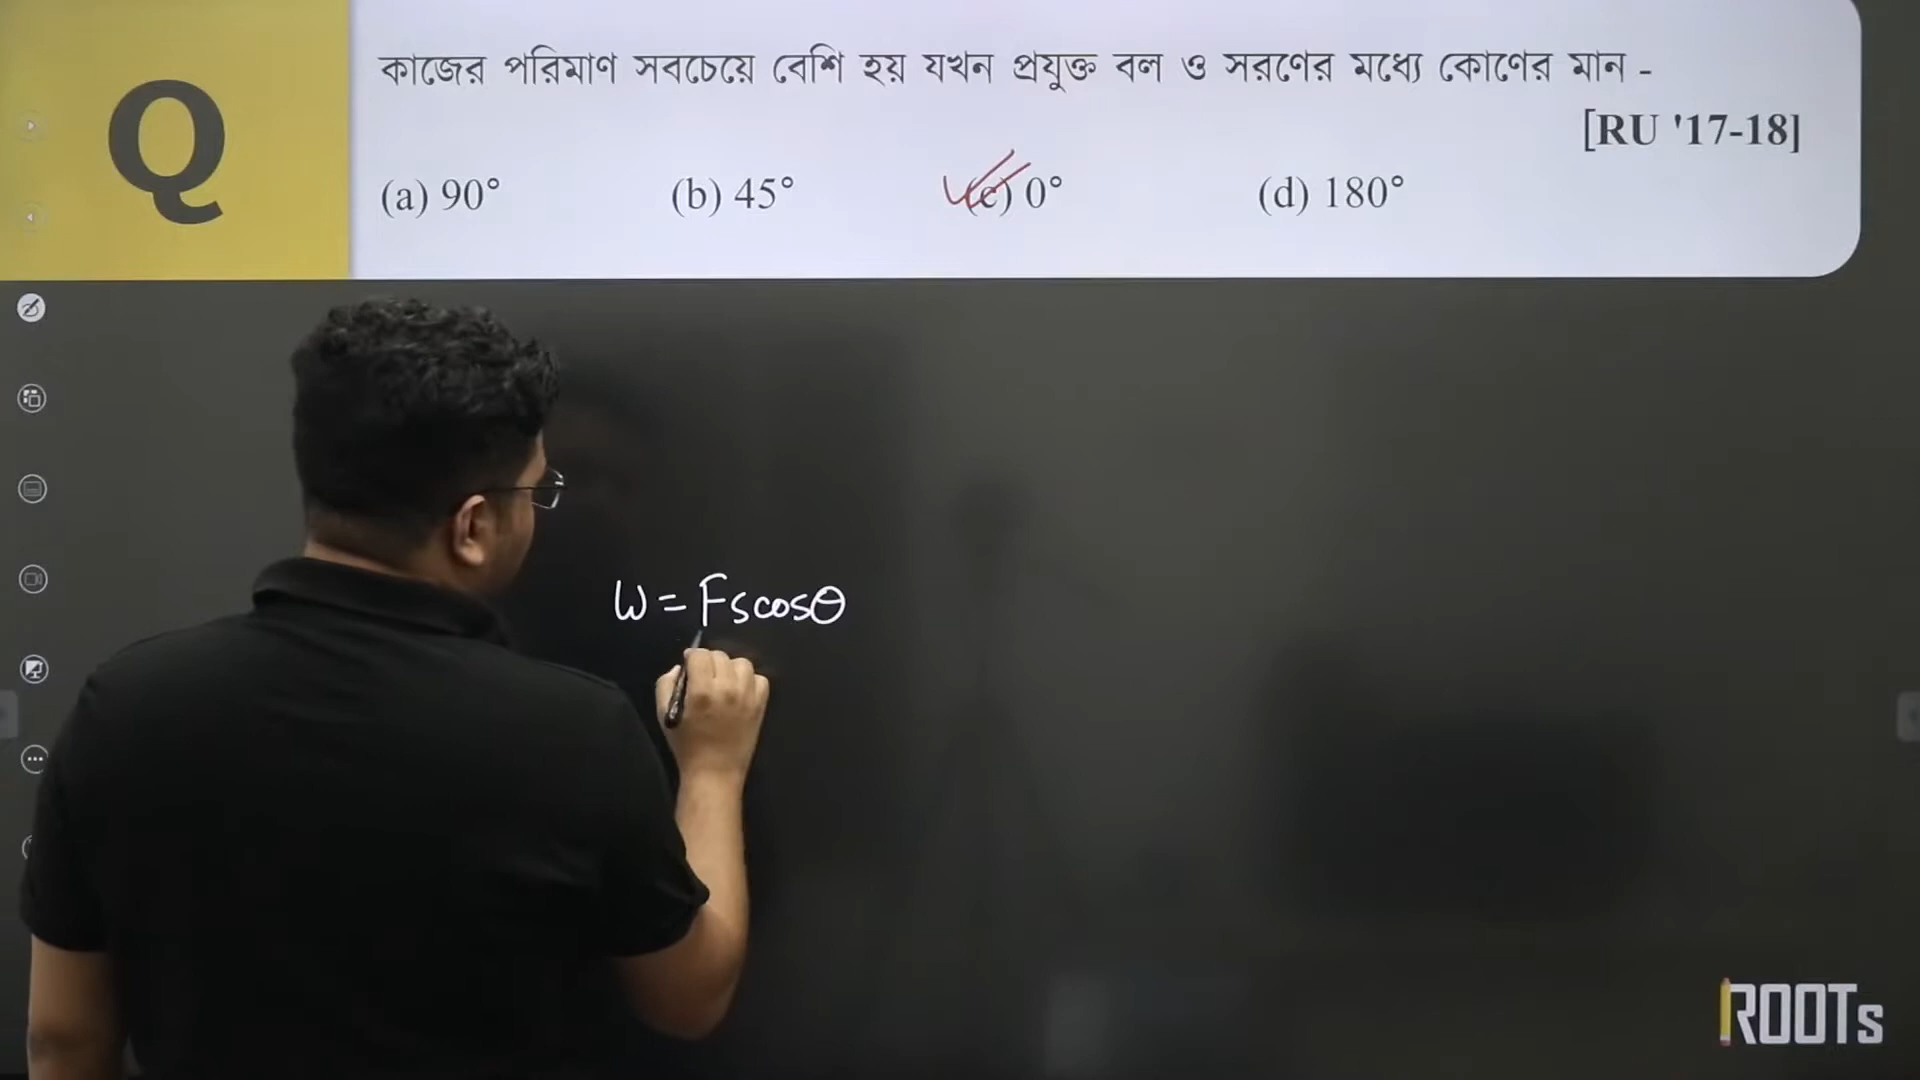 Q
কাজের পরিমাণ সবচেয়ে বেশি হয় যখন প্রযুক্ত বল ও সরণের মধ্যে কোণের মান -
[RU '17-18]
(a) 90° (b) 45° (c) 0° (d) 180°
W = Fscosθ
ROOTs